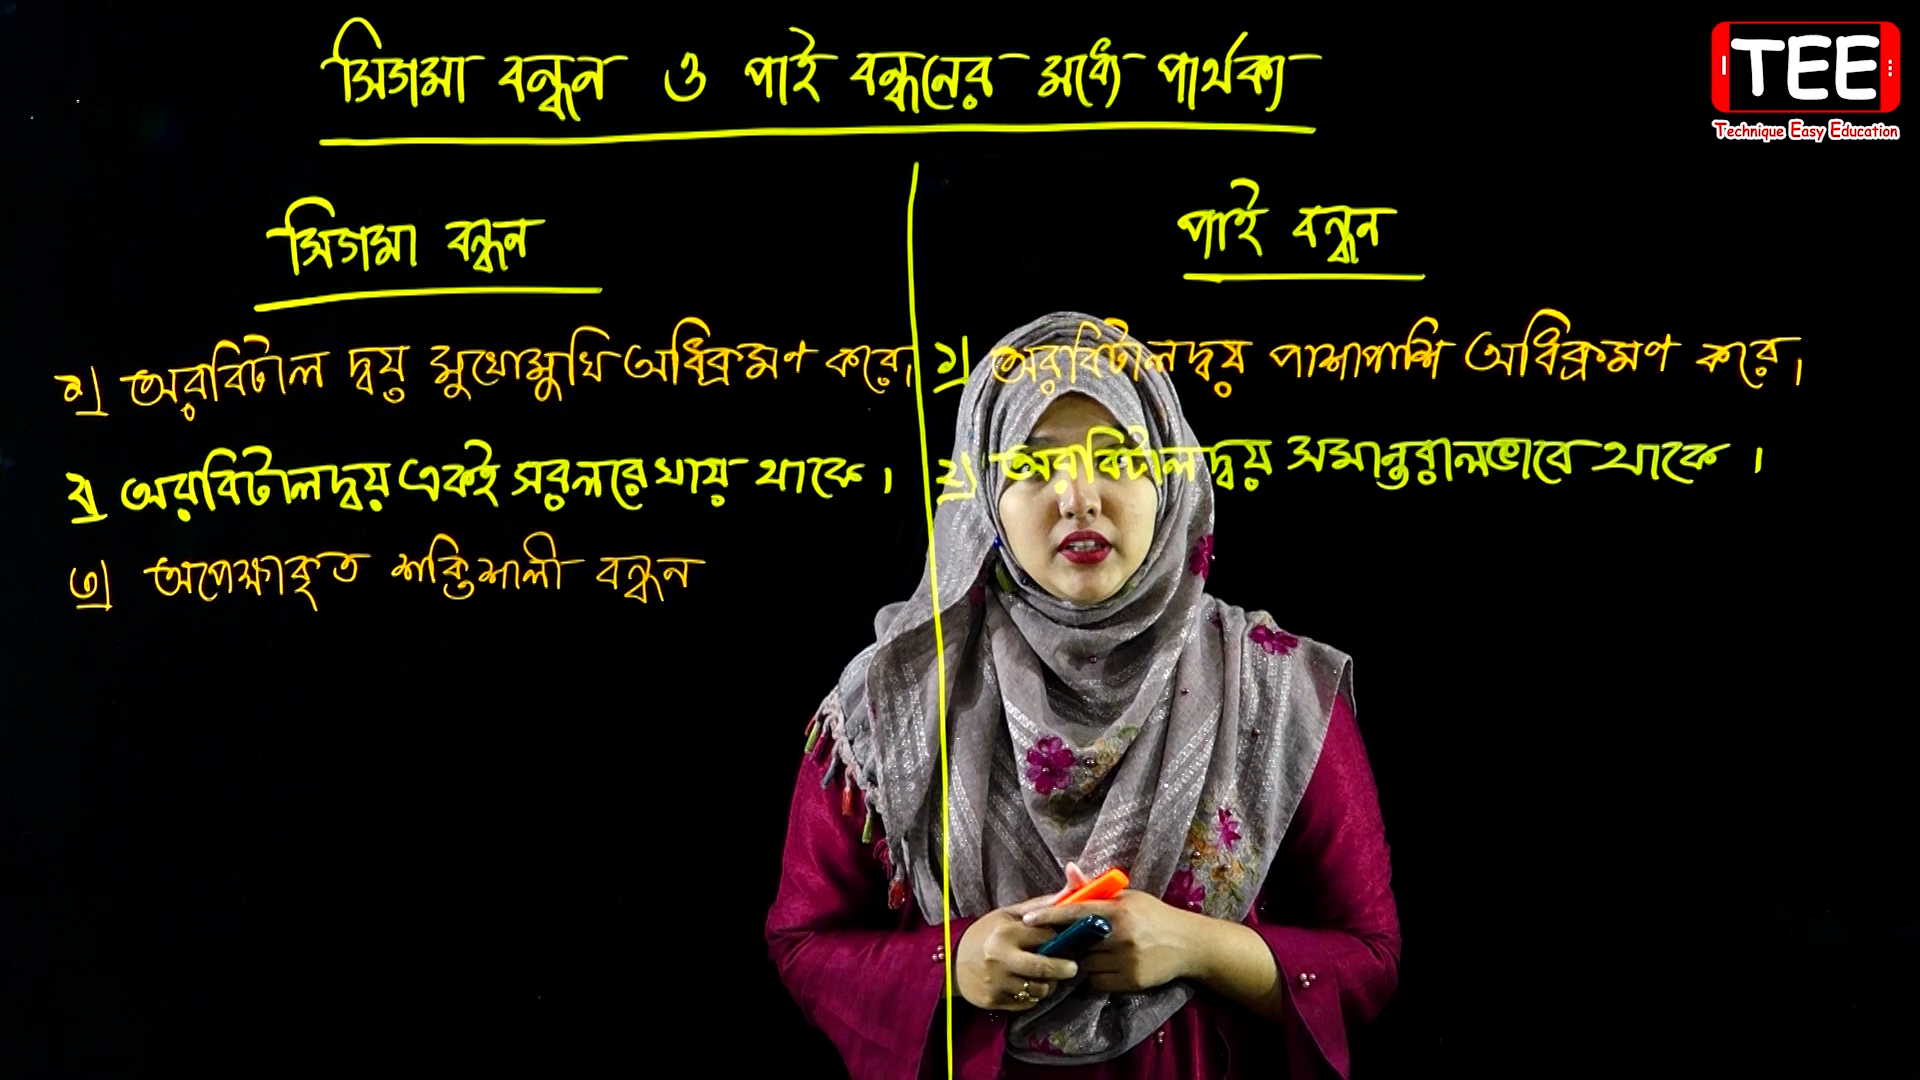 সিগমা বন্ধন ও পাই বন্ধনের মধ্যে পার্থক্য
TEE
Technique Easy Education
সিগমা বন্ধন
১) অরবিটাল দ্বয় মুখোমুখি অধিক্রমণ করে।
২) অরবিটালদ্বয় একই সরলরেখায় থাকে।
৩) অপেক্ষাকৃত শক্তিশালী বন্ধন
পাই বন্ধন
১) অরবিটালদ্বয় পাশাপাশি অধিক্রমণ করে।
২) অরবিটালদ্বয় সমান্তরালভাবে থাকে।